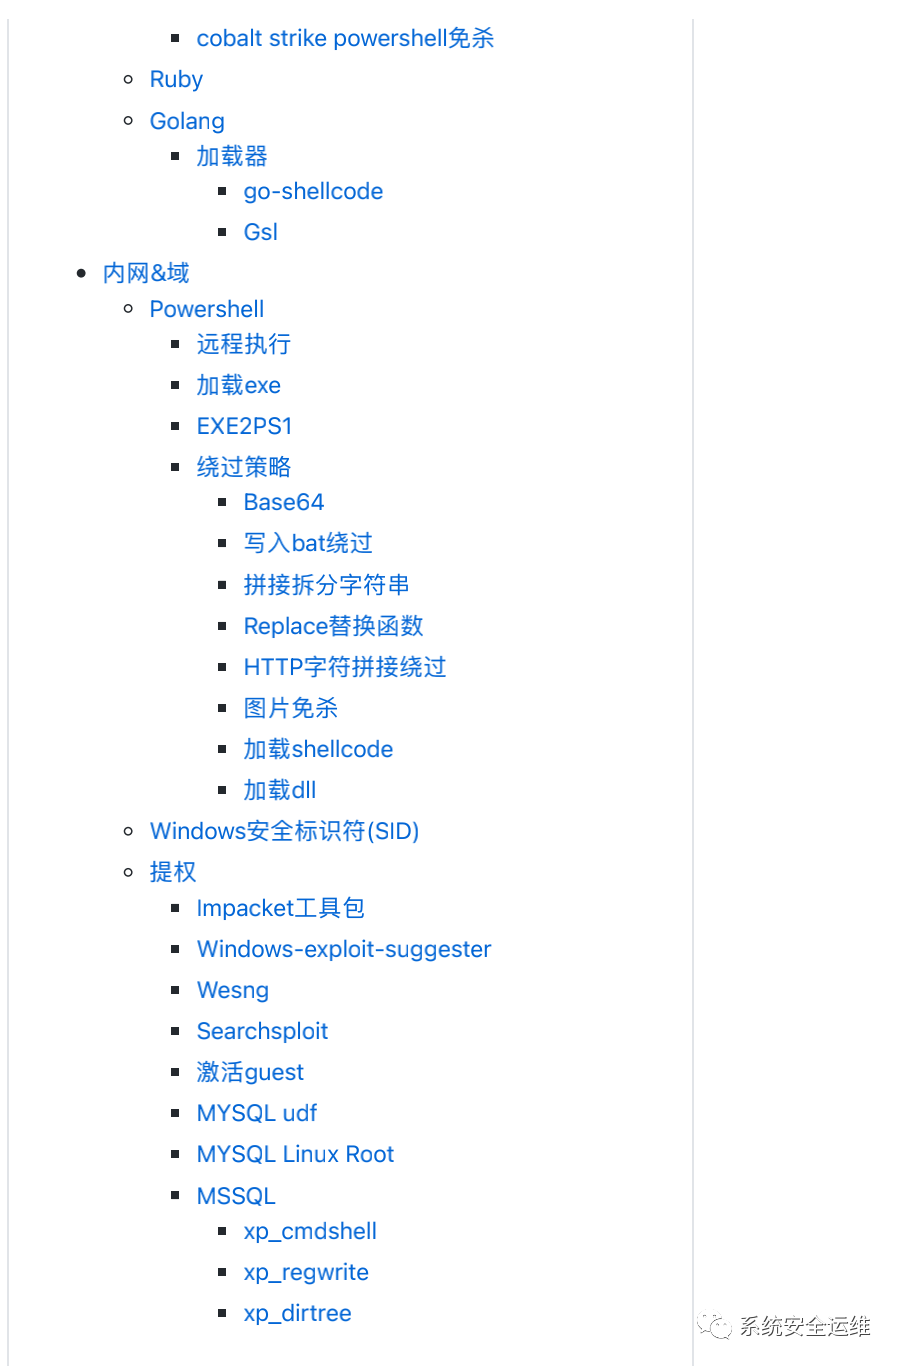 cobalt strike powershell免杀
Ruby
Golang
加载器
go-shellcode
Gsl
内网&域
Powershell
远程执行
加载exe
EXE2PS1
绕过策略
Base64
写入bat绕过
拼接拆分字符串
Replace替换函数
HTTP字符拼接绕过
图片免杀
加载shellcode
加载dll
Windows安全标识符(SID)
提权
Impacket工具包
Windows-exploit-suggester
Wesng
Searchsploit
激活guest
MYSQL udf
MYSQL Linux Root
MSSQL
xp_cmdshell
xp_regwrite
xp_dirtree
系统安全运维